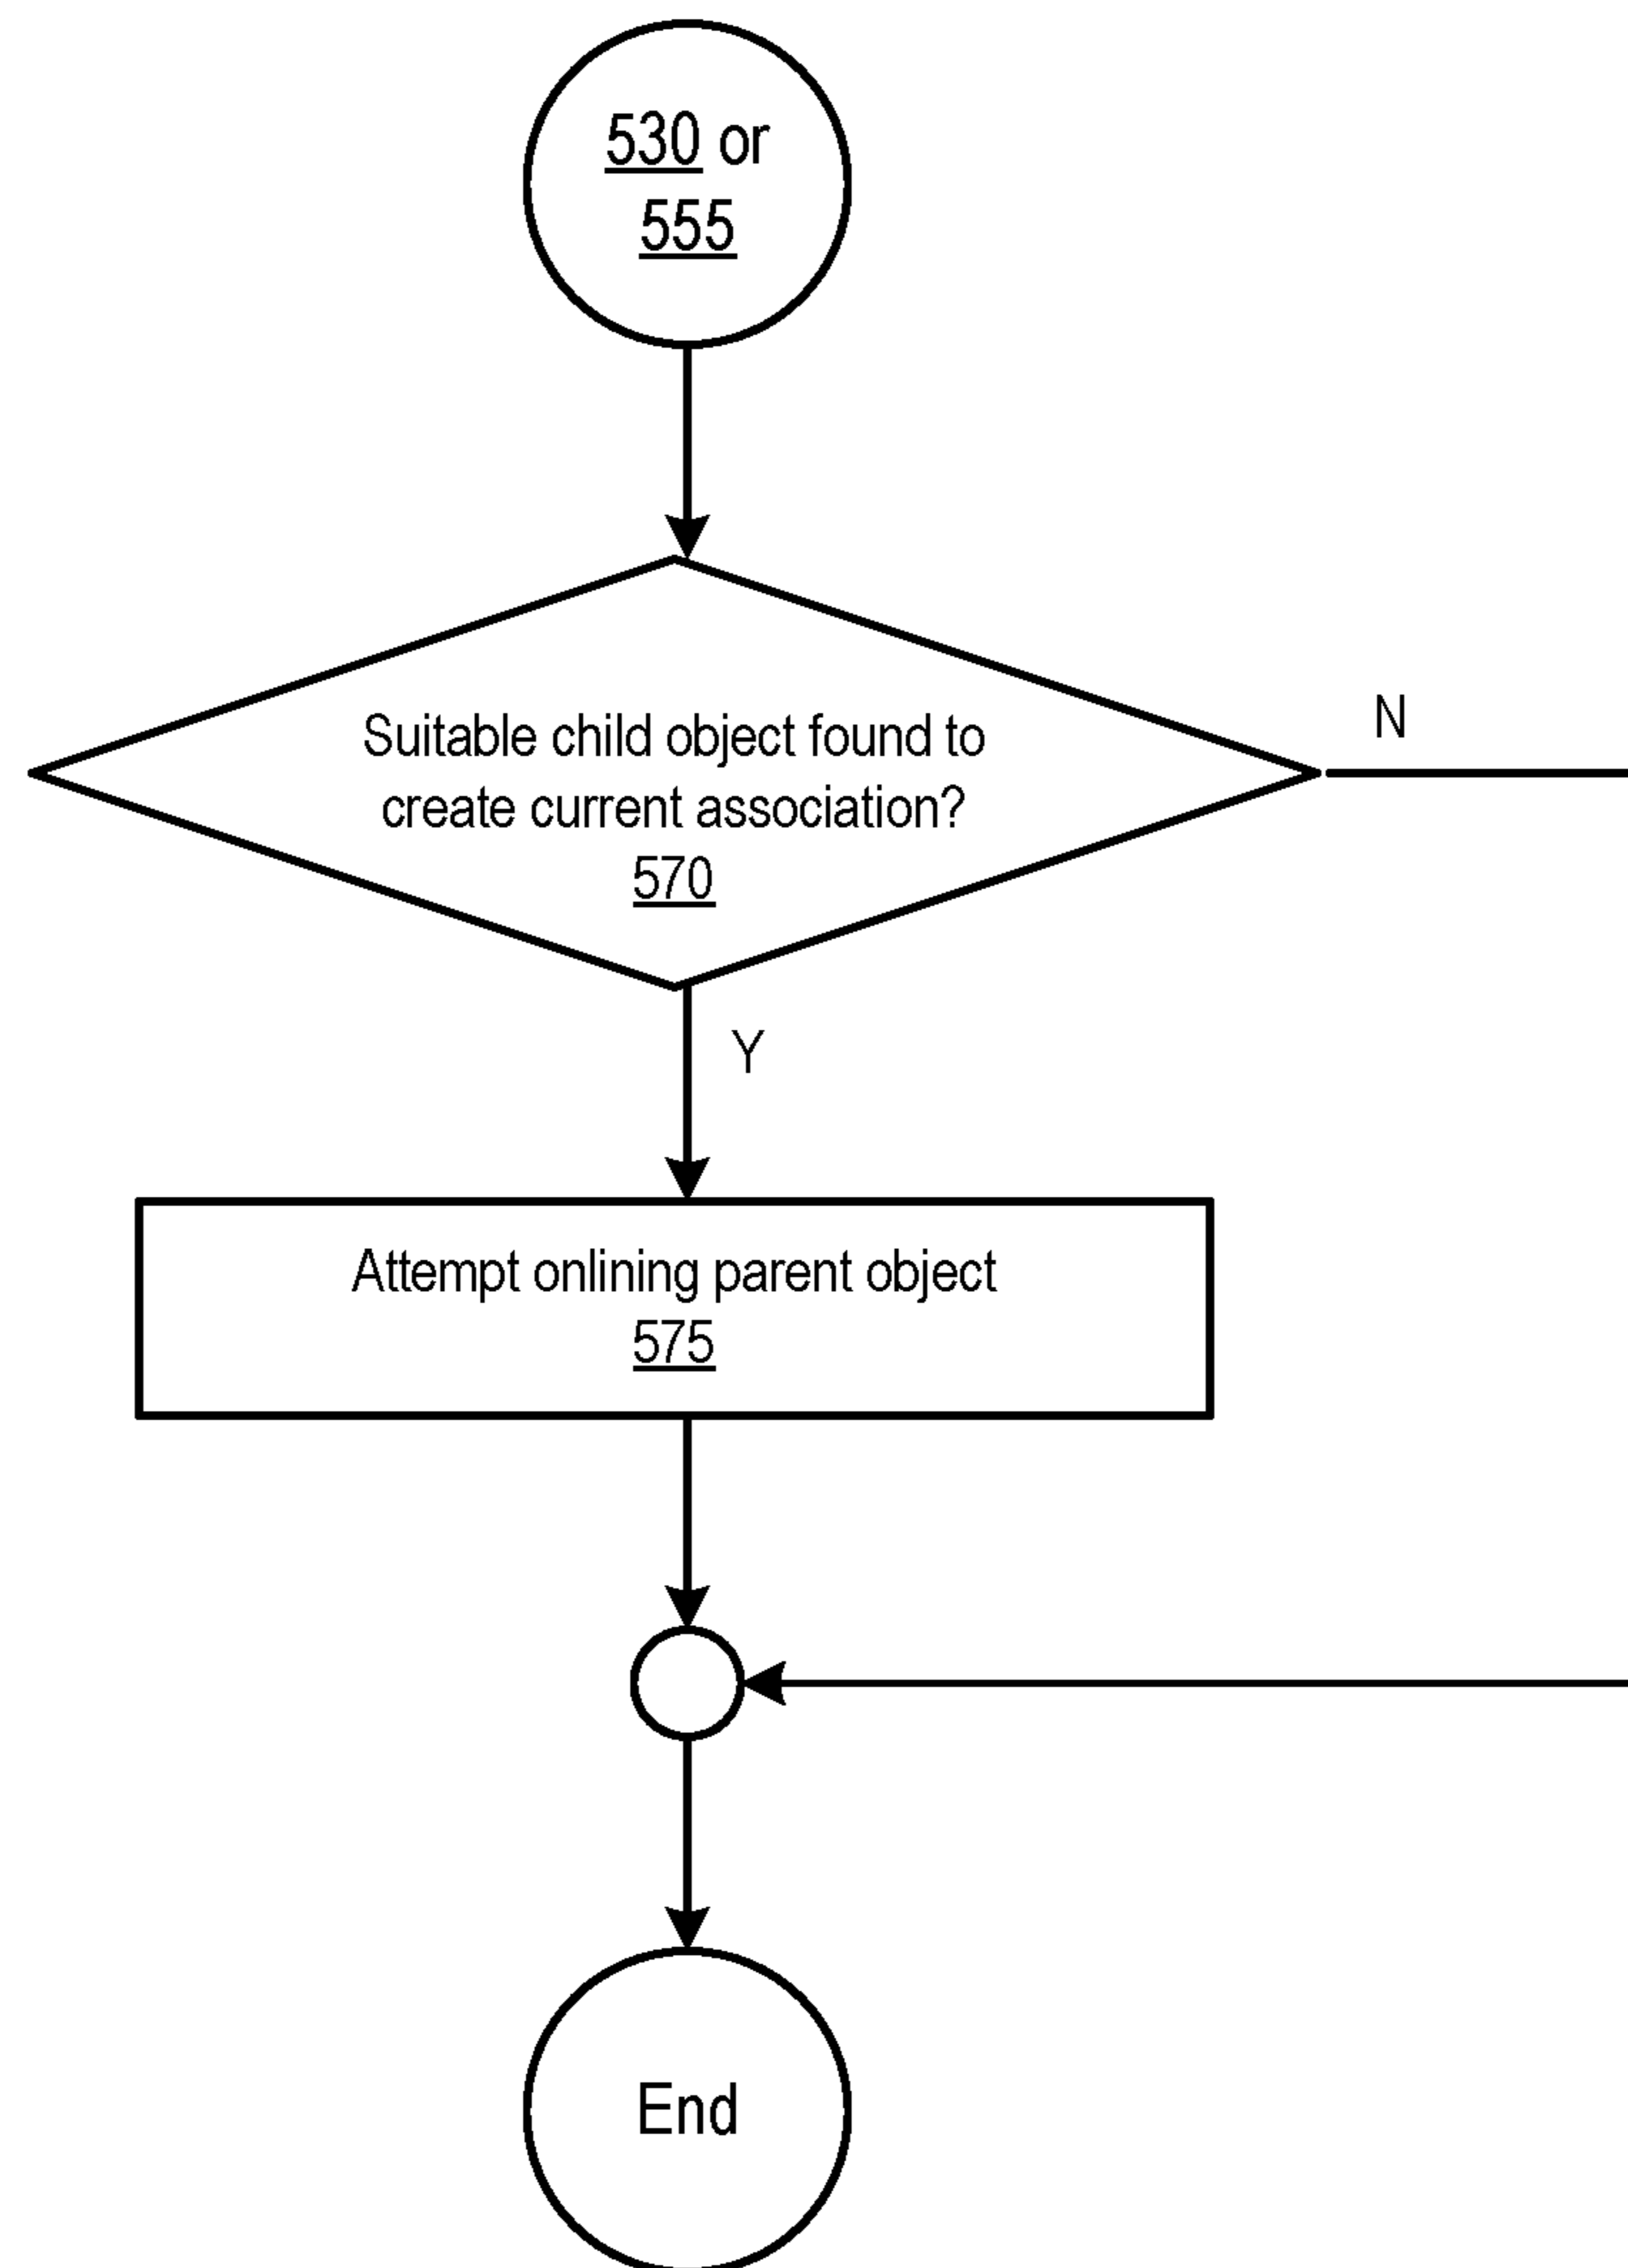 530 or
555
Suitable child object found to
create current association?
570
N
Y
Attempt onlining parent object
575
End